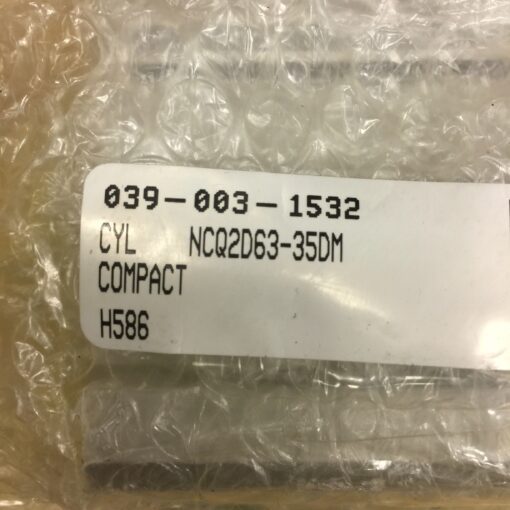 039-003-1532
CYL NCQ2D63-35DM
COMPACT
H586